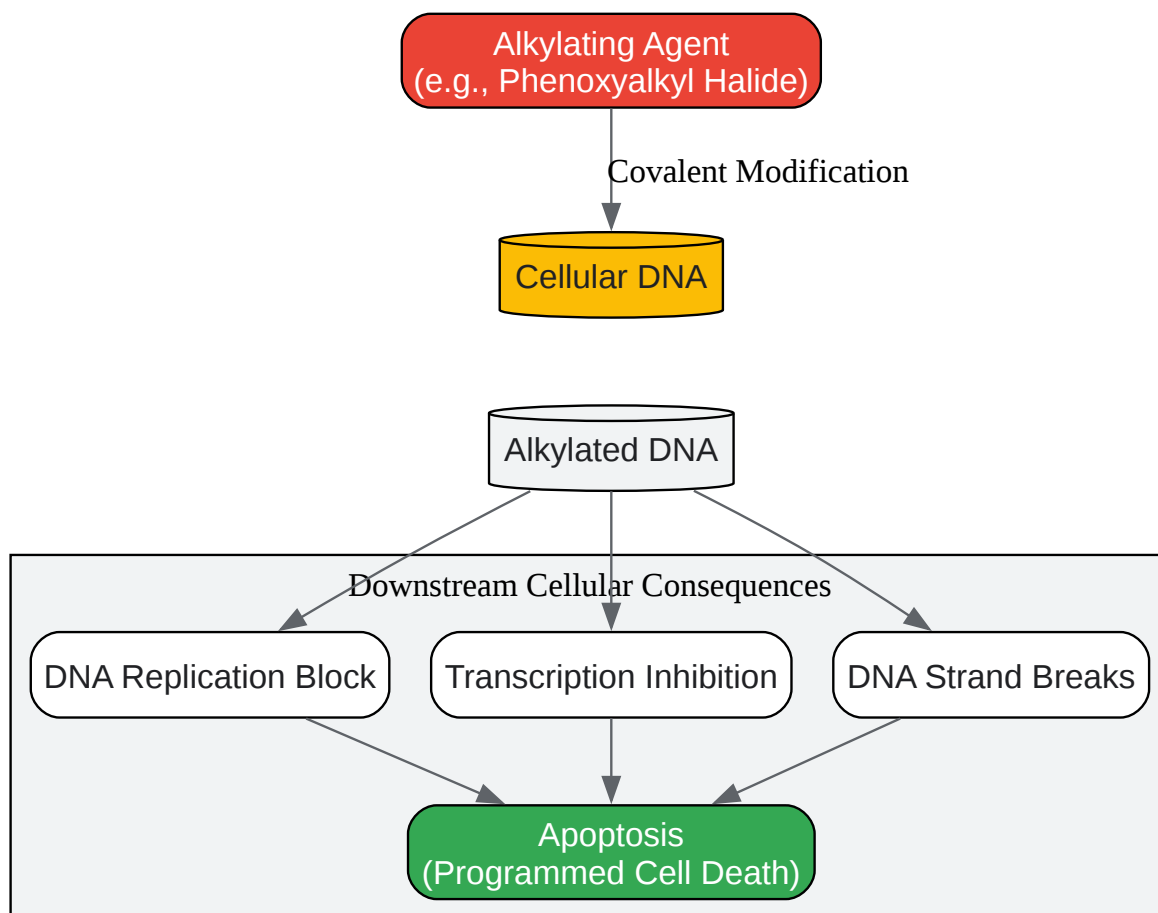 Alkylating Agent
(e.g., Phenoxyalkyl Halide)
Covalent Modification
Cellular DNA
Alkylated DNA
Downstream Cellular Consequences
DNA Replication Block
Transcription Inhibition
DNA Strand Breaks
Apoptosis
(Programmed Cell Death)